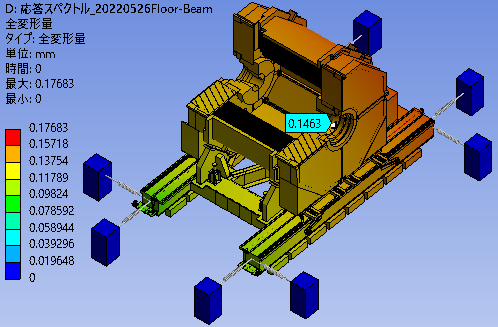 D: 応答スペクトル_20220526Floor-Beam
全変形量
タイプ: 全変形量
単位: mm
時間: 0
最大: 0.17683
最小: 0
0.1463
0.17683
0.15718
0.13754
0.11789
0.09824
0.078592
0.058944
0.039296
0.019648
0